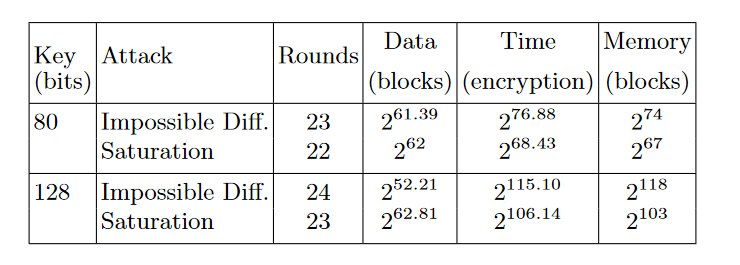 Key (bits) Attack Rounds Data (blocks) Time (encryption) Memory (blocks)
80 Impossible Diff. 23 2^61.39 2^76.88 2^74
Saturation 22 2^62 2^68.43 2^67
128 Impossible Diff. 24 2^52.21 2^115.10 2^118
Saturation 23 2^62.81 2^106.14 2^103